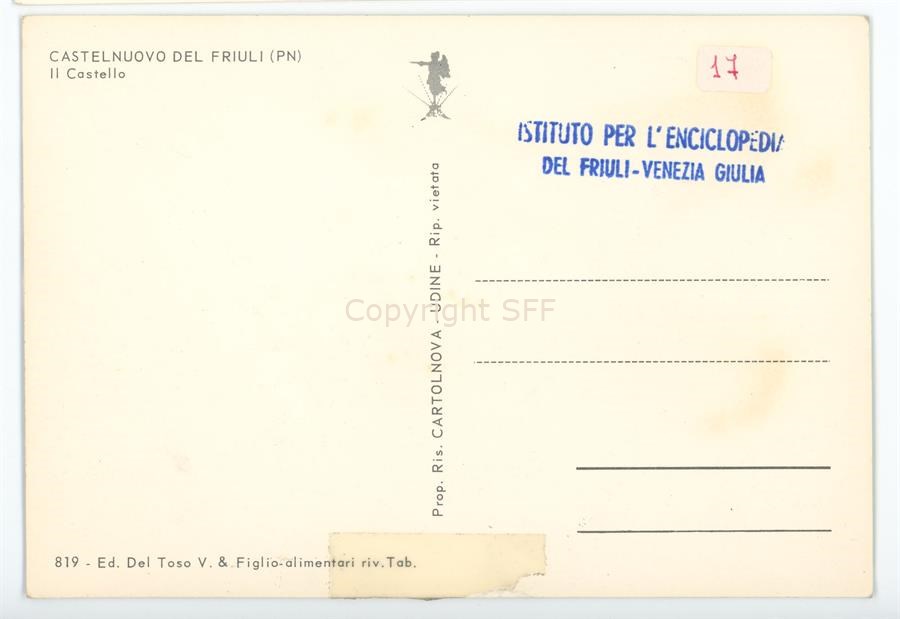 CASTELNUOVO DEL FRIULI (PN)
Il Castello
17
ISTITUTO PER L'ENCICLOPEDIA
DEL FRIULI-VENEZIA GIULIA
Prop. Ris. CARTOLNOVA - UDINE - Rip. vietata
Copyright SFF
819 - Ed. Del Toso V. & Figlio-alimentari riv. Tab.